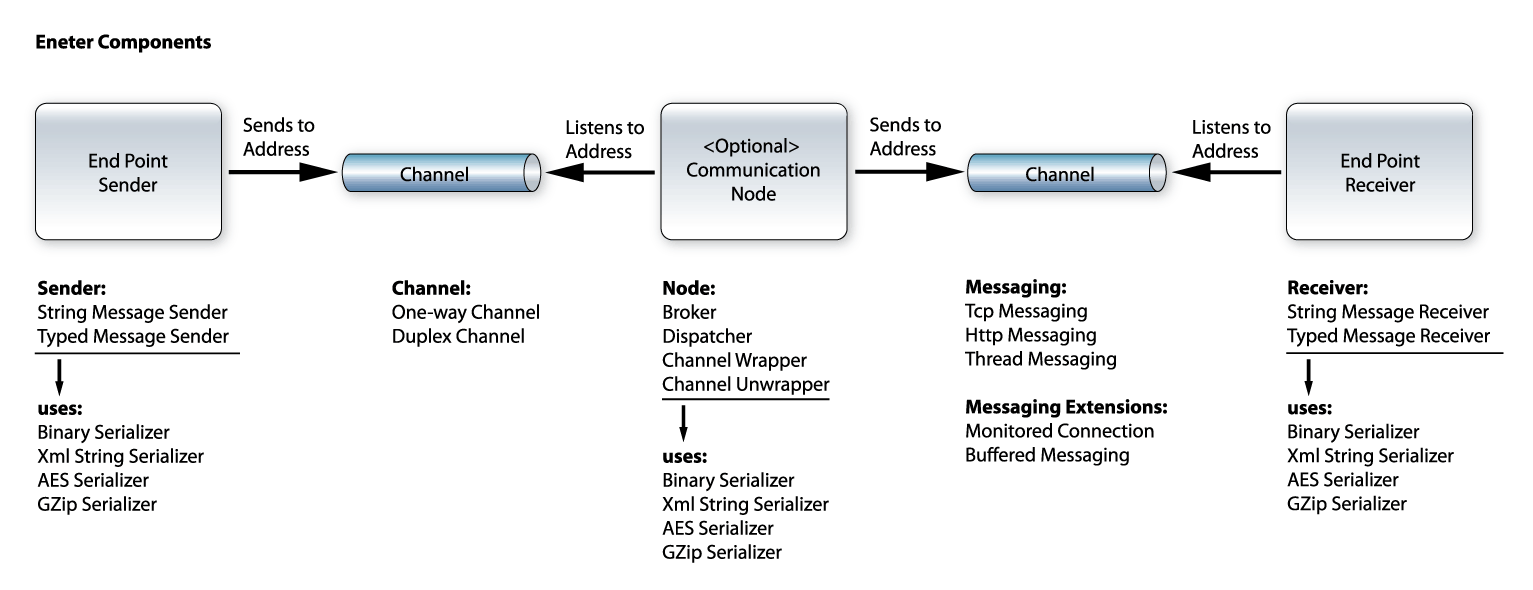 Eneter Components
End Point
Sender
Sends to
Address
Channel
Listens to
Address
<Optional>
Communication
Node
Sends to
Address
Channel
Listens to
Address
End Point
Receiver
Sender:
String Message Sender
Typed Message Sender
uses:
Binary Serializer
Xml String Serializer
AES Serializer
GZip Serializer
Channel:
One-way Channel
Duplex Channel
Node:
Broker
Dispatcher
Channel Wrapper
Channel Unwrapper
uses:
Binary Serializer
Xml String Serializer
AES Serializer
GZip Serializer
Messaging:
Tcp Messaging
Http Messaging
Thread Messaging
Messaging Extensions:
Monitored Connection
Buffered Messaging
Receiver:
String Message Receiver
Typed Message Receiver
uses:
Binary Serializer
Xml String Serializer
AES Serializer
GZip Serializer